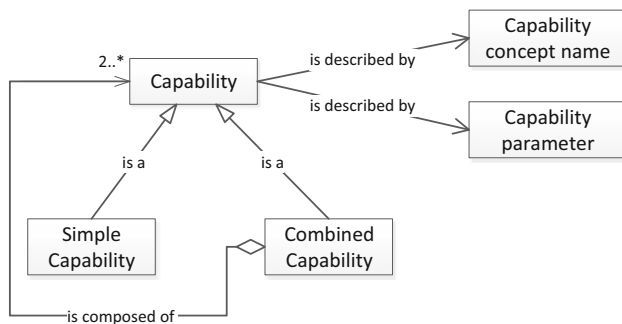 Capability
concept name
2..*
is described by
Capability
is described by
Capability
parameter
is a
is a
Simple
Capability
Combined
Capability
is composed of